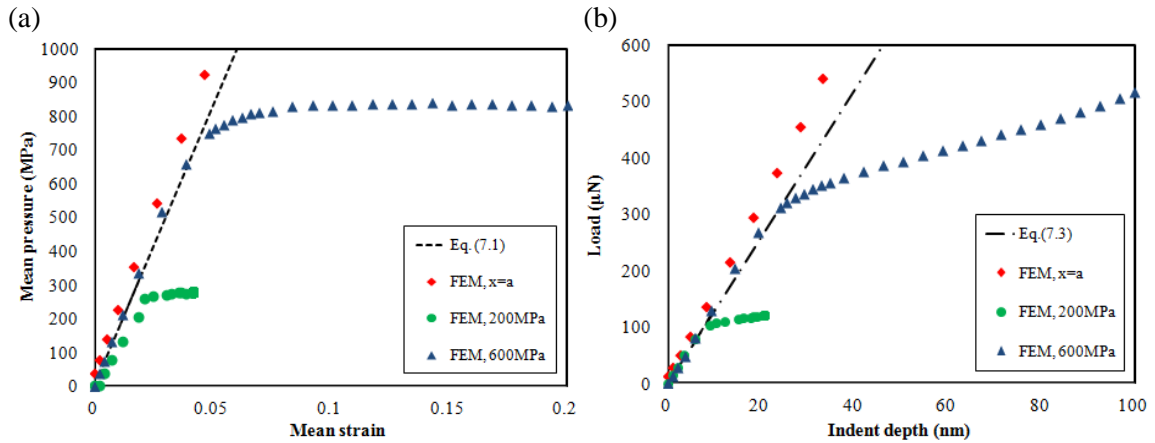 (a)
1000
900
800
700
600
500
400
300
200
100
0
Mean pressure (MPa)
0
0.05
0.1
0.15
0.2
Mean strain
Eq.(7.1)
FEM, x=a
FEM, 200MPa
FEM, 600MPa
(b)
600
500
400
300
200
100
0
Load (μN)
0
20
40
60
80
100
Indent depth (nm)
Eq.(7.3)
FEM, x=a
FEM, 200MPa
FEM, 600MPa